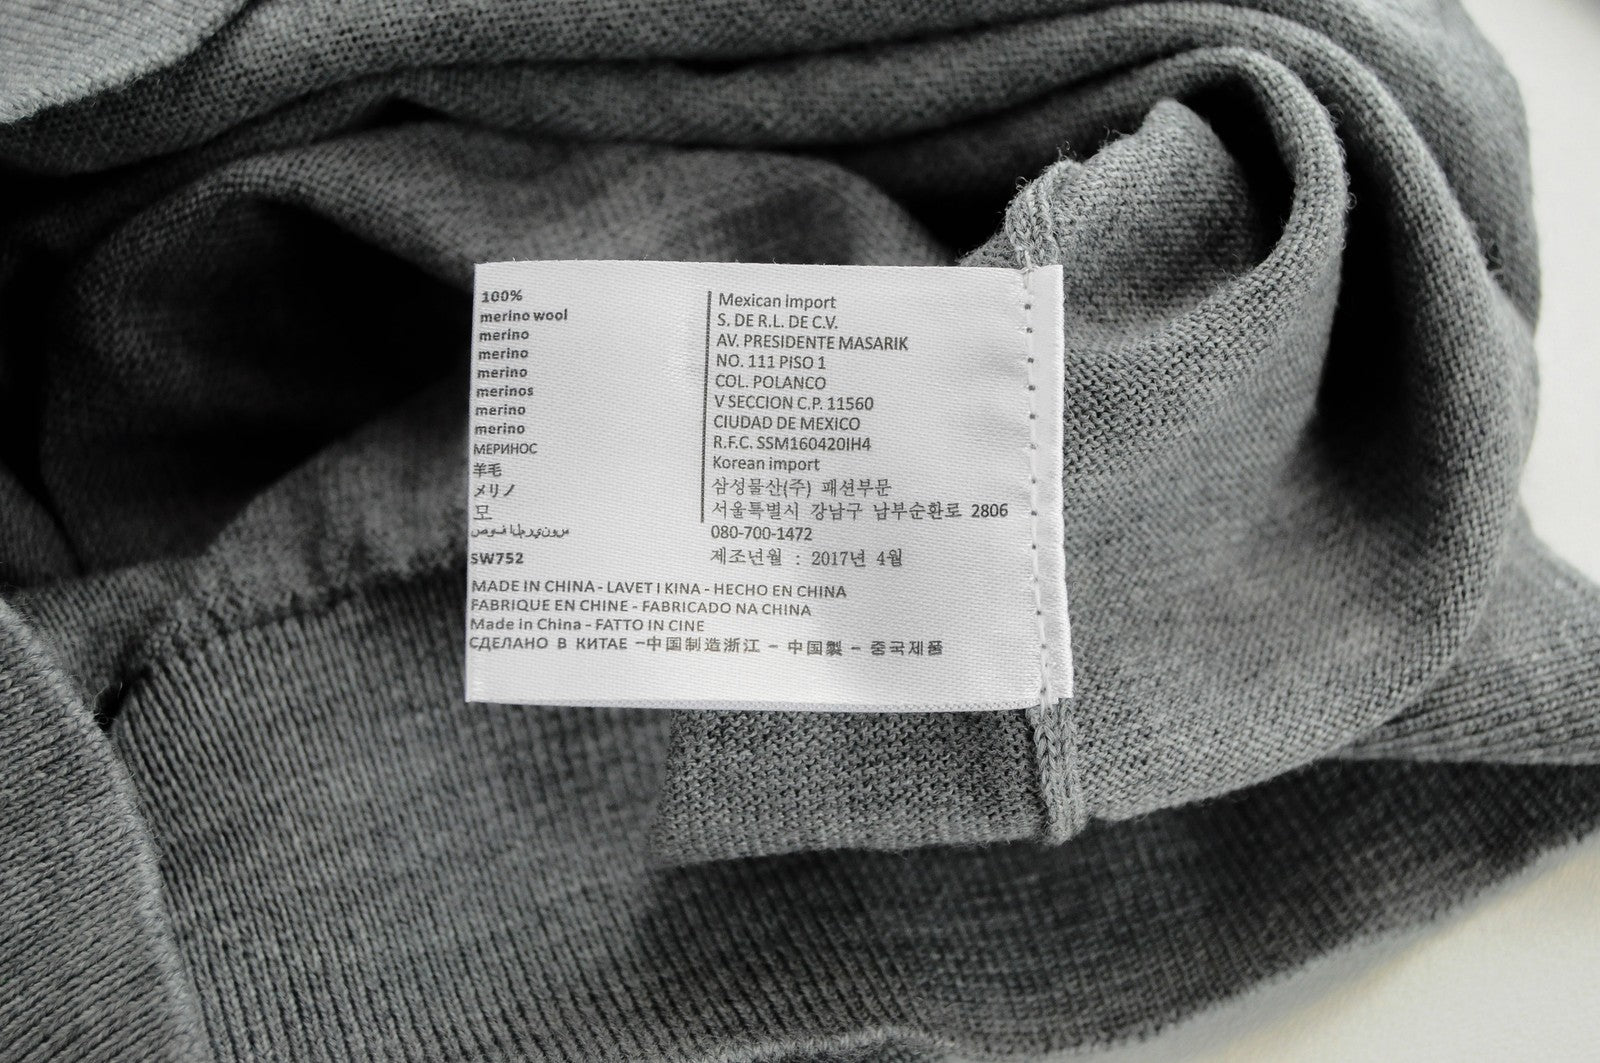 100%
merino wool
merino
merino
merino
merinos
merino
merino
МЕРИНОС
羊毛
メリノ
모
صوف المرينوس
SW752
Mexican import
S. DE R.L. DE C.V.
AV. PRESIDENTE MASARIK
NO. 111 PISO 1
COL. POLANCO
V SECCION C.P. 11560
CIUDAD DE MEXICO
R.F.C. SSM160420IH4
Korean import
삼성물산(주) 패션부문
서울특별시 강남구 남부순환로 2806
080-700-1472
제조년월 : 2017년 4월
MADE IN CHINA - LAVET I KINA - HECHO EN CHINA
FABRIQUE EN CHINE - FABRICADO NA CHINA
Made in China - FATTO IN CINE
СДЕЛАНО В КИТАЕ -中国制造浙江 - 中国製 - 중국제품